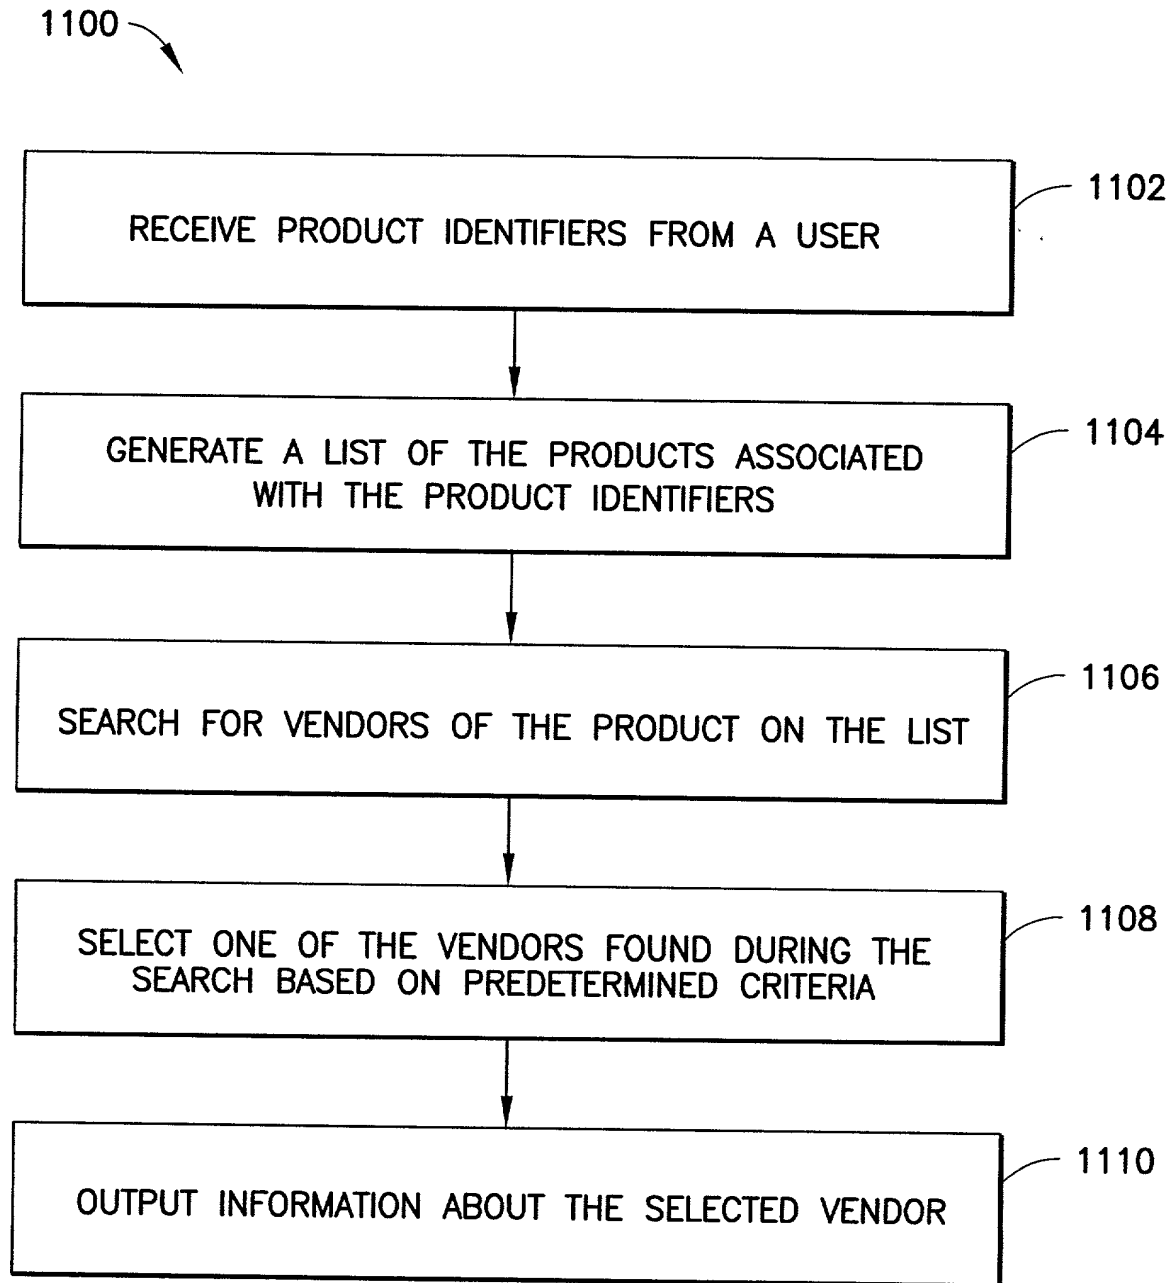 1100
RECEIVE PRODUCT IDENTIFIERS FROM A USER
1102
GENERATE A LIST OF THE PRODUCTS ASSOCIATED
WITH THE PRODUCT IDENTIFIERS
1104
SEARCH FOR VENDORS OF THE PRODUCT ON THE LIST
1106
SELECT ONE OF THE VENDORS FOUND DURING THE
SEARCH BASED ON PREDETERMINED CRITERIA
1108
OUTPUT INFORMATION ABOUT THE SELECTED VENDOR
1110